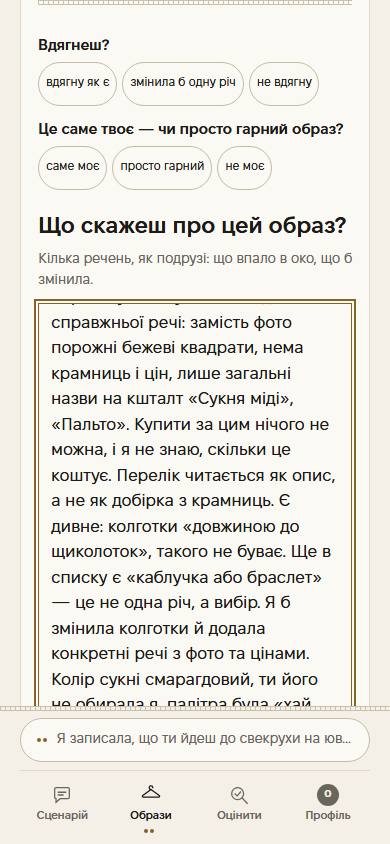 Вдягнеш?
вдягну як є
змінила б одну річ
не вдягну
Це саме твоє — чи просто гарний образ?
саме моє
просто гарний
не моє
Що скажеш про цей образ?
Кілька речень, як подрузі: що впало в око, що б
змінила.
справжньої речі: замість фото
порожні бежеві квадрати, нема
крамниць і цін, лише загальні
назви на кшталт «Сукня міді»,
«Пальто». Купити за цим нічого не
можна, і я не знаю, скільки це
коштує. Перелік читається як опис,
а не як добірка з крамниць. Є
дивне: колготки «довжиною до
щиколоток», такого не буває. Ще в
списку є «каблучка або браслет»
— це не одна річ, а вибір. Я б
змінила колготки й додала
конкретні речі з фото та цінами.
Колір сукні смарагдовий, ти його
не обирала я, палітра була «хай
Я записала, що ти йдеш до свекрухи на юв...
Сценарій
Образи
Оцінити
О
Профіль